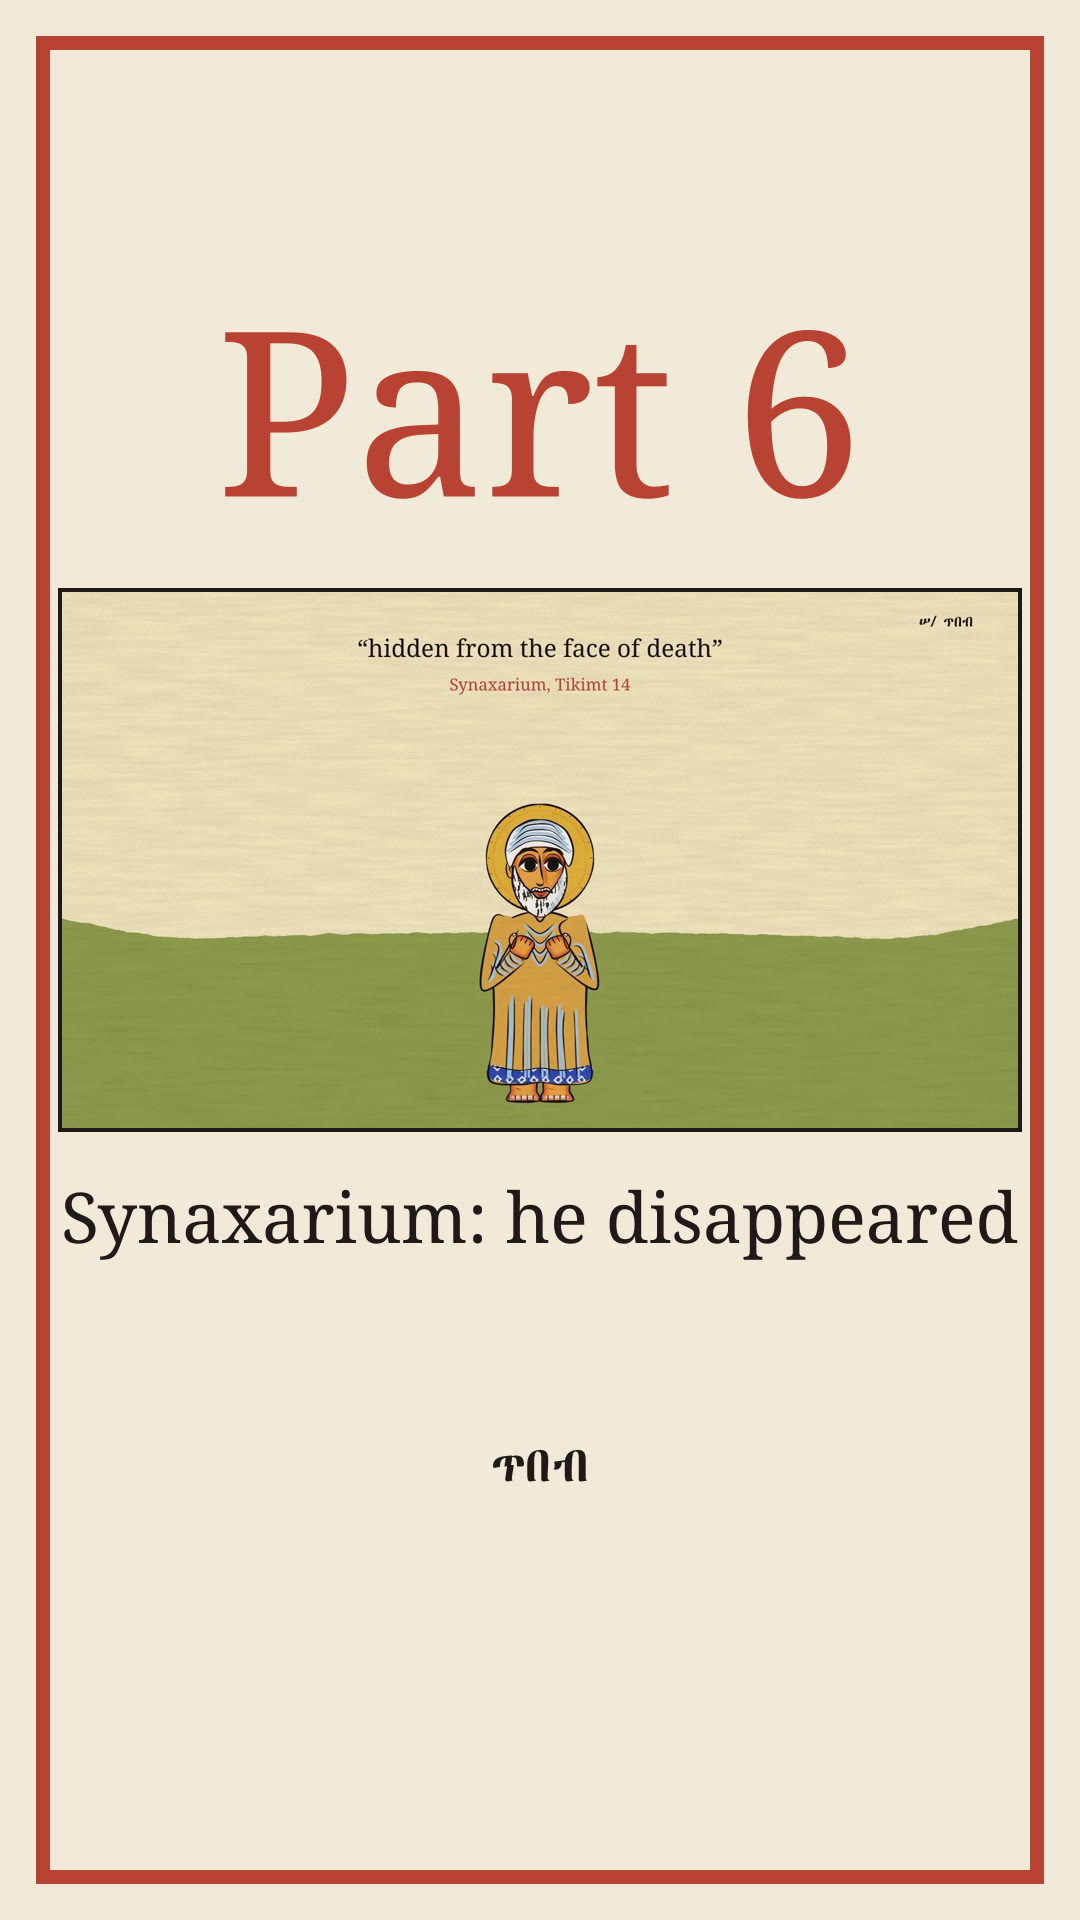 Part 6
ሠ/ ጥበብ
“hidden from the face of death”
Synaxarium, Tikimt 14
Synaxarium: he disappeared
ጥበብ